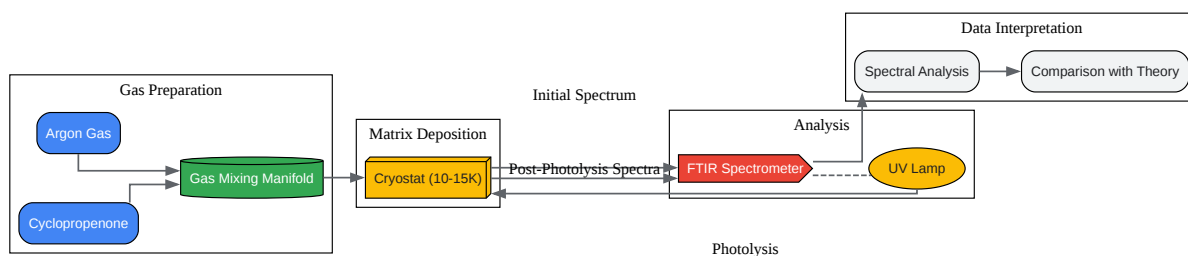 Data Interpretation
Spectral Analysis
Comparison with Theory
Gas Preparation
Argon Gas
Gas Mixing Manifold
Cyclopropenone
Initial Spectrum
Matrix Deposition
Cryostat (10-15K)
Post-Photolysis Spectra
Analysis
FTIR Spectrometer
UV Lamp
Photolysis